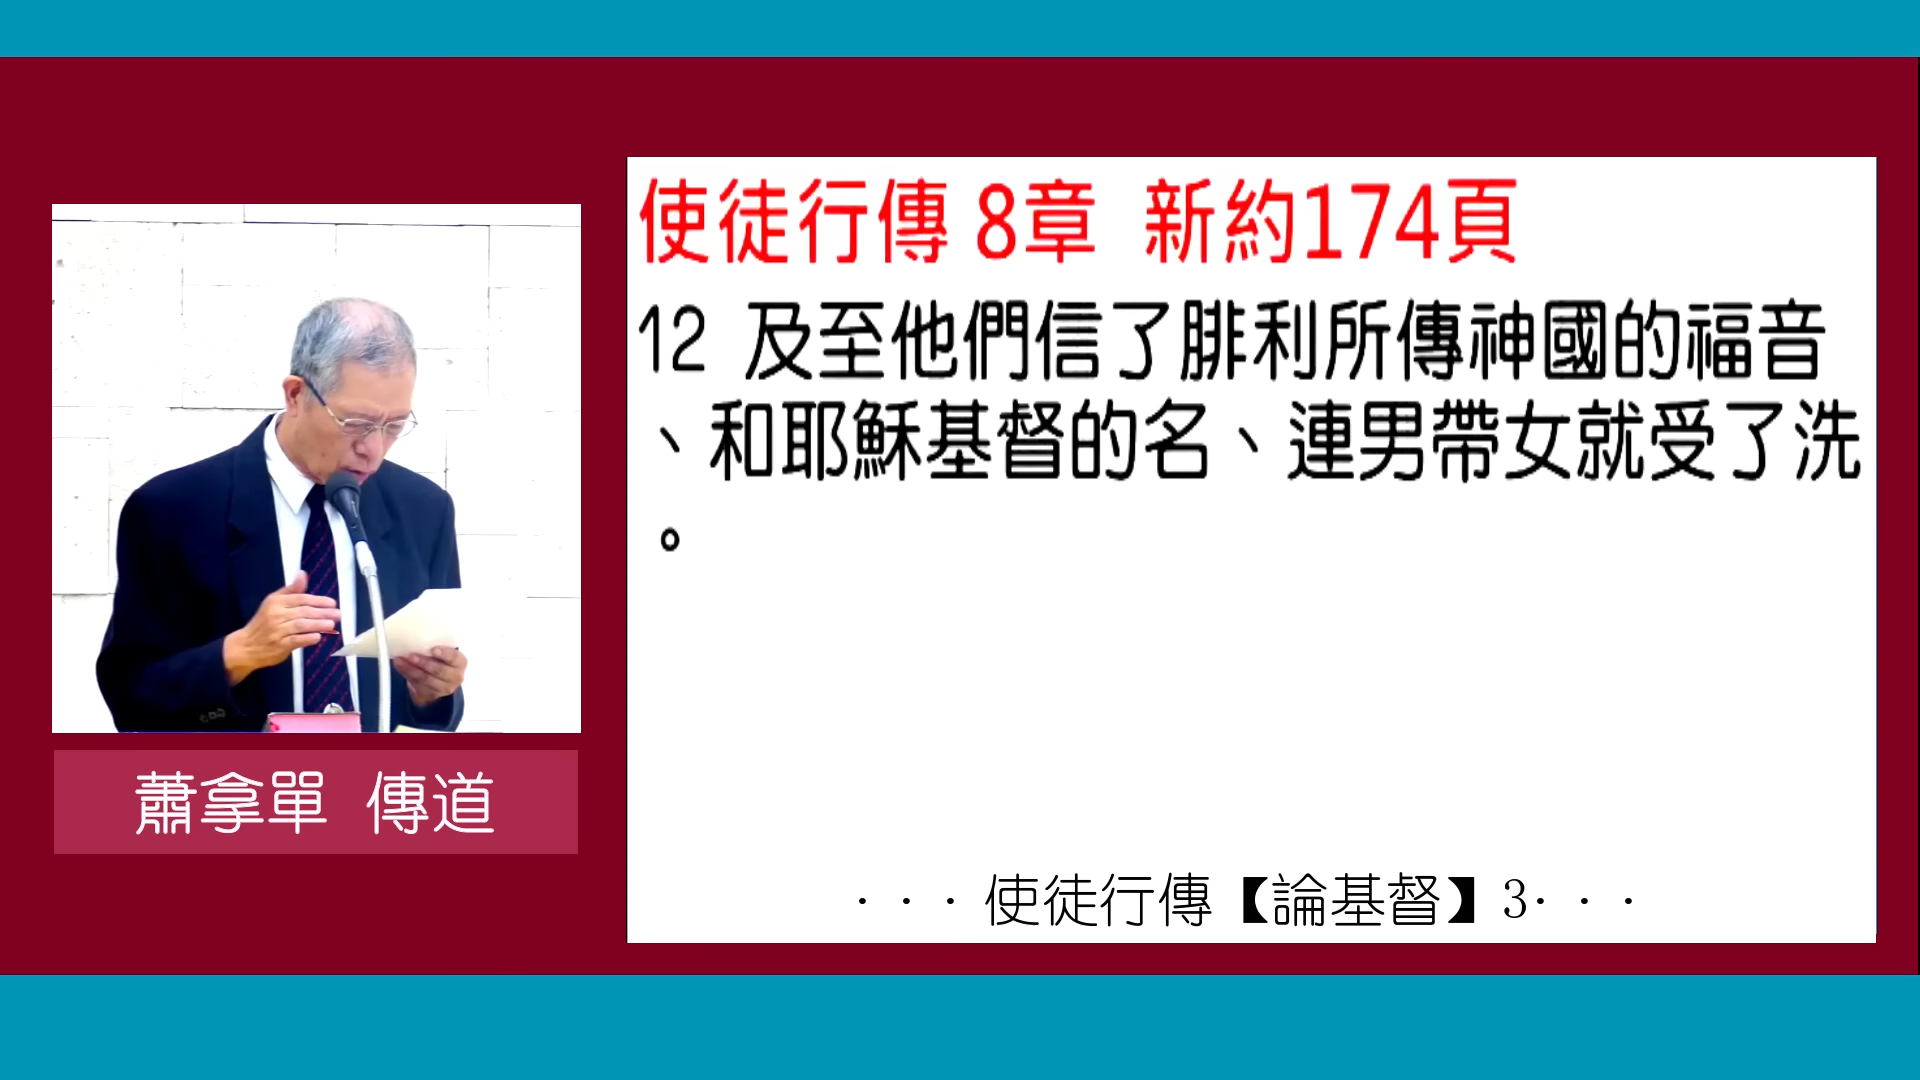 使徒行傳 8章 新約174頁
12 及至他們信了腓利所傳神國的福音
、和耶穌基督的名、連男帶女就受了洗
。
蕭拿單 傳道
···使徒行傳【論基督】3···